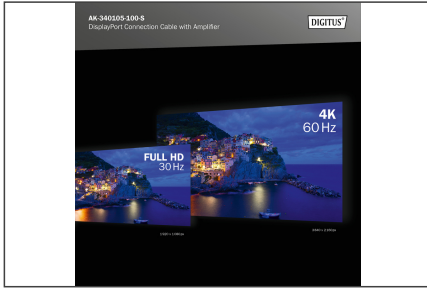 AK-340105-100-S
DisplayPort Connection Cable with Amplifier
DIGITUS®
4K
60 Hz
FULL HD
30 Hz